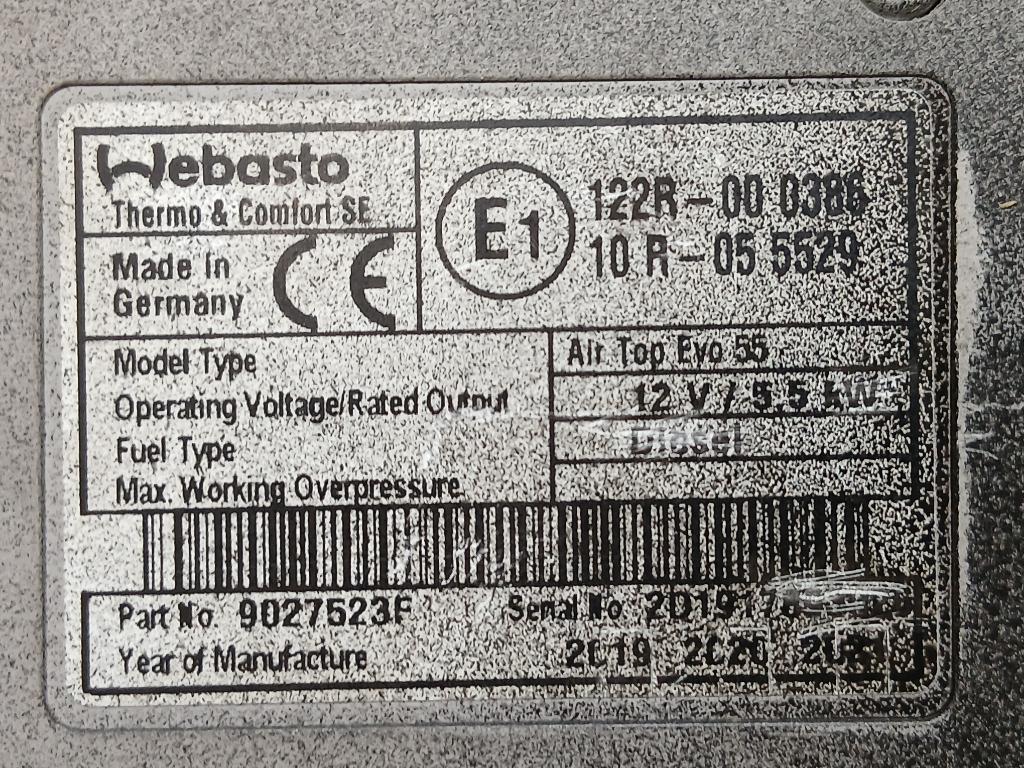 Webasto
Thermo & Comfort SE
Made in
Germany
CE
E1
122R-00 0386
10 R-05 5529
Model Type
Air Top Evo 55
Operating Voltage/Rated Output
12 V / 5.5 kW
Fuel Type
Diesel
Max. Working Overpressure
Part No 9027523F
Serial No
Year of Manufacture
2019 2020 2021